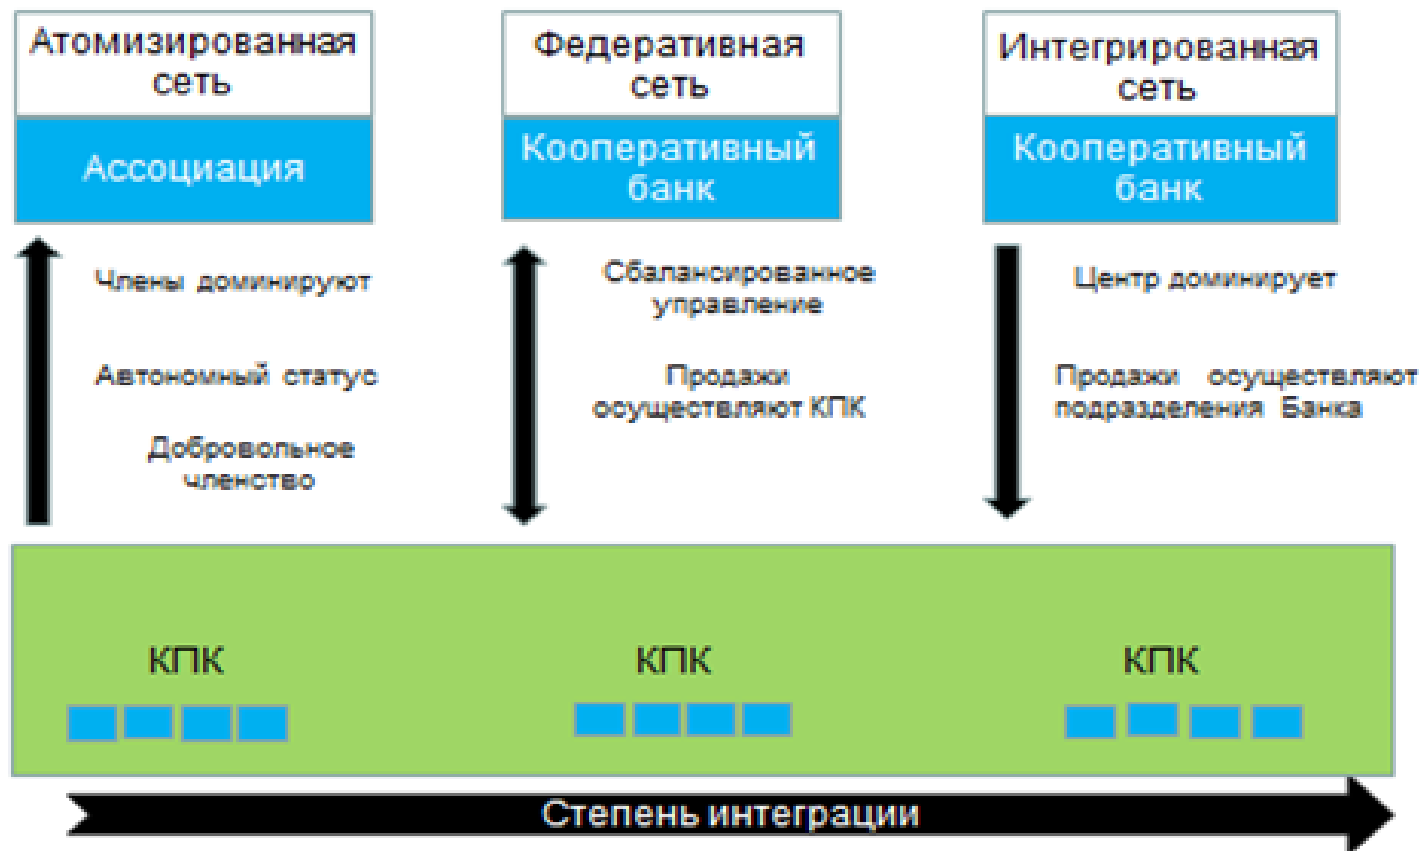 Атомизированная
сеть
Ассоциация
Члены доминируют
Автономный статус
Добровольное
членство
Федеративная
сеть
Кооперативный
банк
Сбалансированное
управление
Продажи
осуществляют КПК
Интегрированная
сеть
Кооперативный
банк
Центр доминирует
Продажи осуществляют
подразделения Банка
КПК
КПК
КПК
Степень интеграции